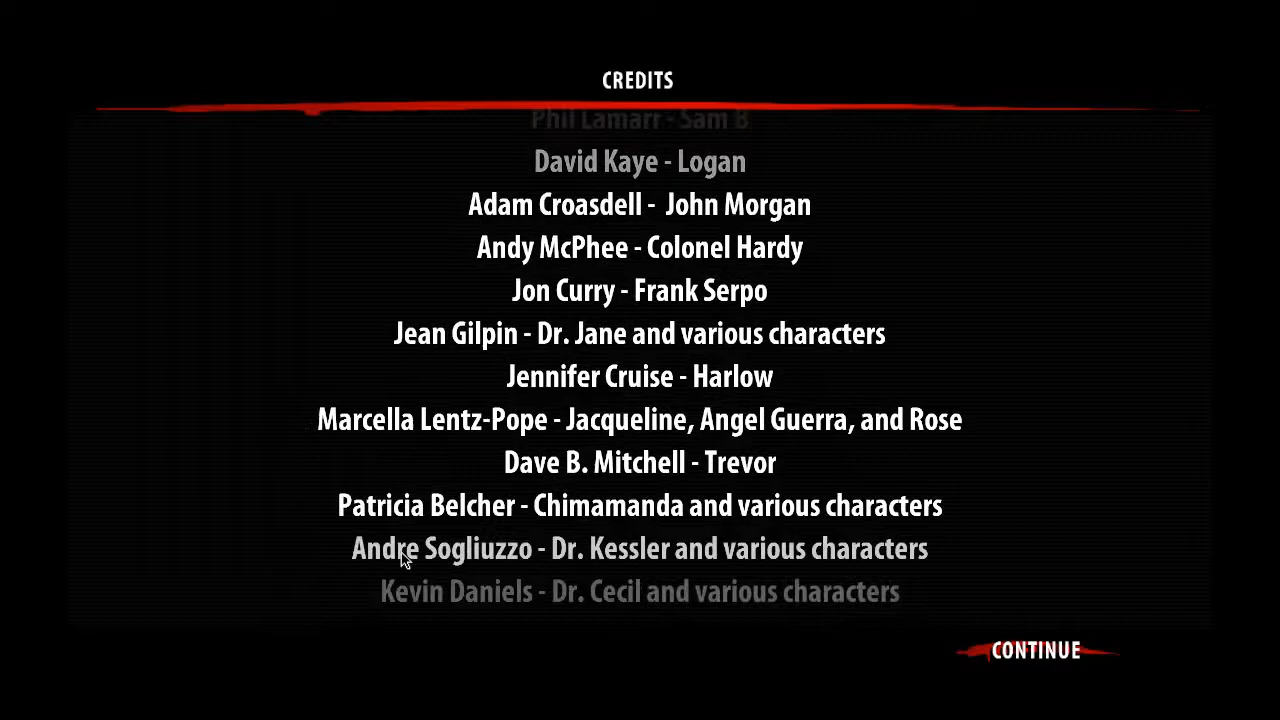 CREDITS
Phil Lamarr - Sam B
David Kaye - Logan
Adam Croasdell -  John Morgan
Andy McPhee - Colonel Hardy
Jon Curry - Frank Serpo
Jean Gilpin - Dr. Jane and various characters
Jennifer Cruise - Harlow
Marcella Lentz-Pope - Jacqueline, Angel Guerra, and Rose
Dave B. Mitchell - Trevor
Patricia Belcher - Chimamanda and various characters
Andre Sogliuzzo - Dr. Kessler and various characters
Kevin Daniels - Dr. Cecil and various characters
CONTINUE